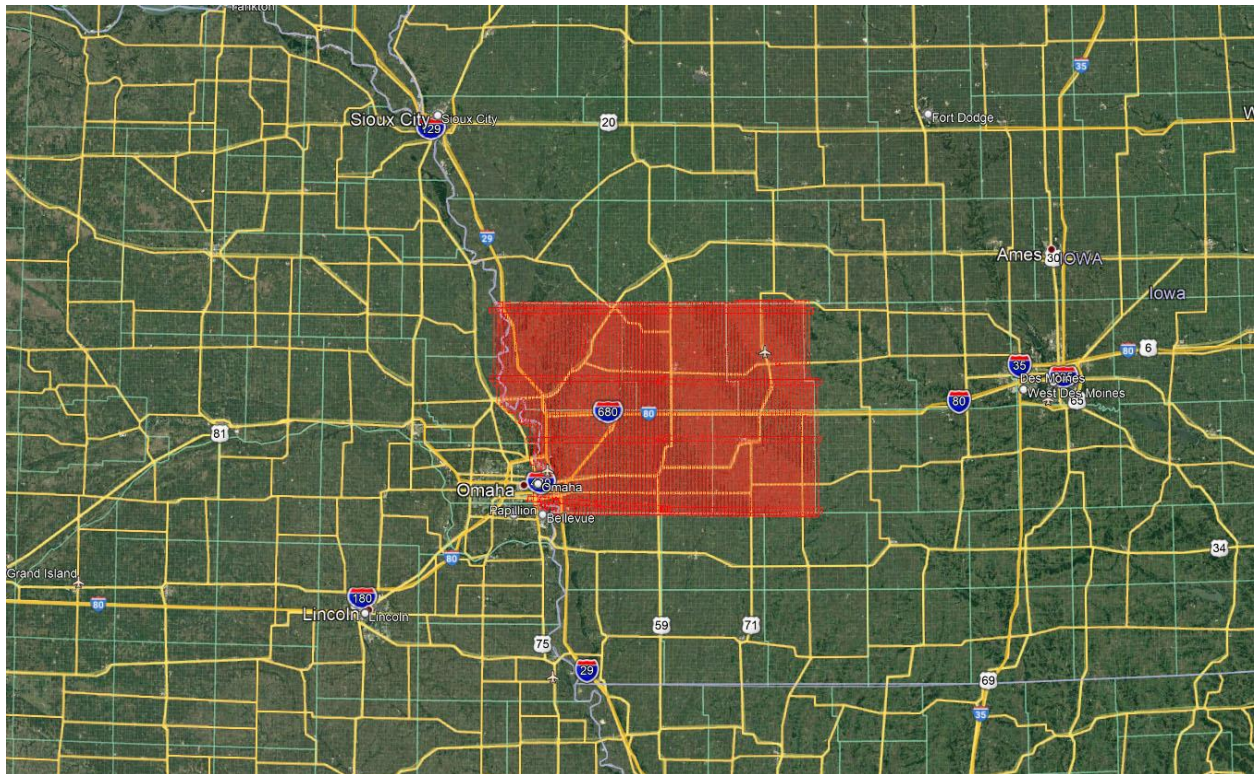 Yankton
35
Sioux City
Sioux City
129
20
Fort Dodge
W
29
Ames
30
IOWA
Iowa
6
80
35
Des Moines
West Des Moines
65
80
680
80
81
Omaha
Omaha
Papillion
Bellevue
80
34
Grand Island
80
180
Lincoln
Lincoln
59
71
75
29
69
35